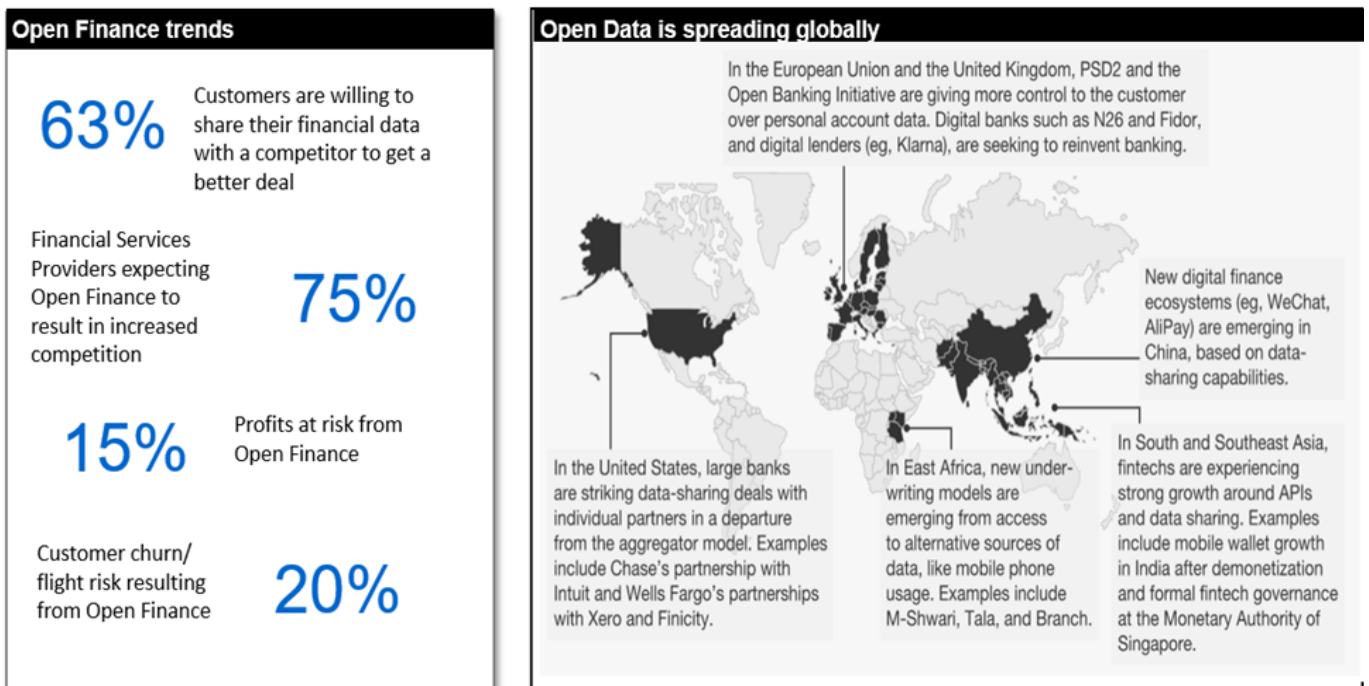 Open Finance trends
63%
Customers are willing to
share their financial data
with a competitor to get a
better deal
Financial Services
Providers expecting
Open Finance to
result in increased
competition
75%
15%
Profits at risk from
Open Finance
Customer churn/
flight risk resulting
from Open Finance
20%
Open Data is spreading globally
In the European Union and the United Kingdom, PSD2 and the
Open Banking Initiative are giving more control to the customer
over personal account data. Digital banks such as N26 and Fidor,
and digital lenders (eg, Klarna), are seeking to reinvent banking.
New digital finance
ecosystems (eg, WeChat,
AliPay) are emerging in
China, based on data-
sharing capabilities.
In the United States, large banks
are striking data-sharing deals with
individual partners in a departure
from the aggregator model. Examples
include Chase's partnership with
Intuit and Wells Fargo's partnerships
with Xero and Finicity.
In East Africa, new under-
writing models are
emerging from access
to alternative sources of
data, like mobile phone
usage. Examples include
M-Shwari, Tala, and Branch.
In South and Southeast Asia,
fintechs are experiencing
strong growth around APIs
and data sharing. Examples
include mobile wallet growth
in India after demonetization
and formal fintech governance
at the Monetary Authority of
Singapore.